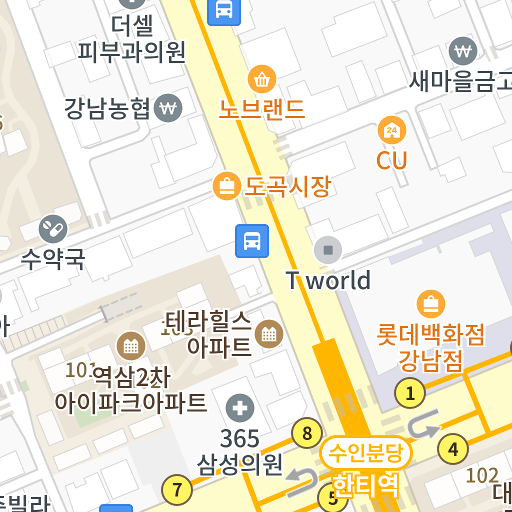 더셀
피부과의원
새마을금고
강남농협
노브랜드
24
CU
도곡시장
수약국
T world
테라힐스
아파트
롯데백화점
강남점
101
역삼2차
아이파크아파트
1
365
삼성의원
8
4
수인분당
한티역
7
5
102
대